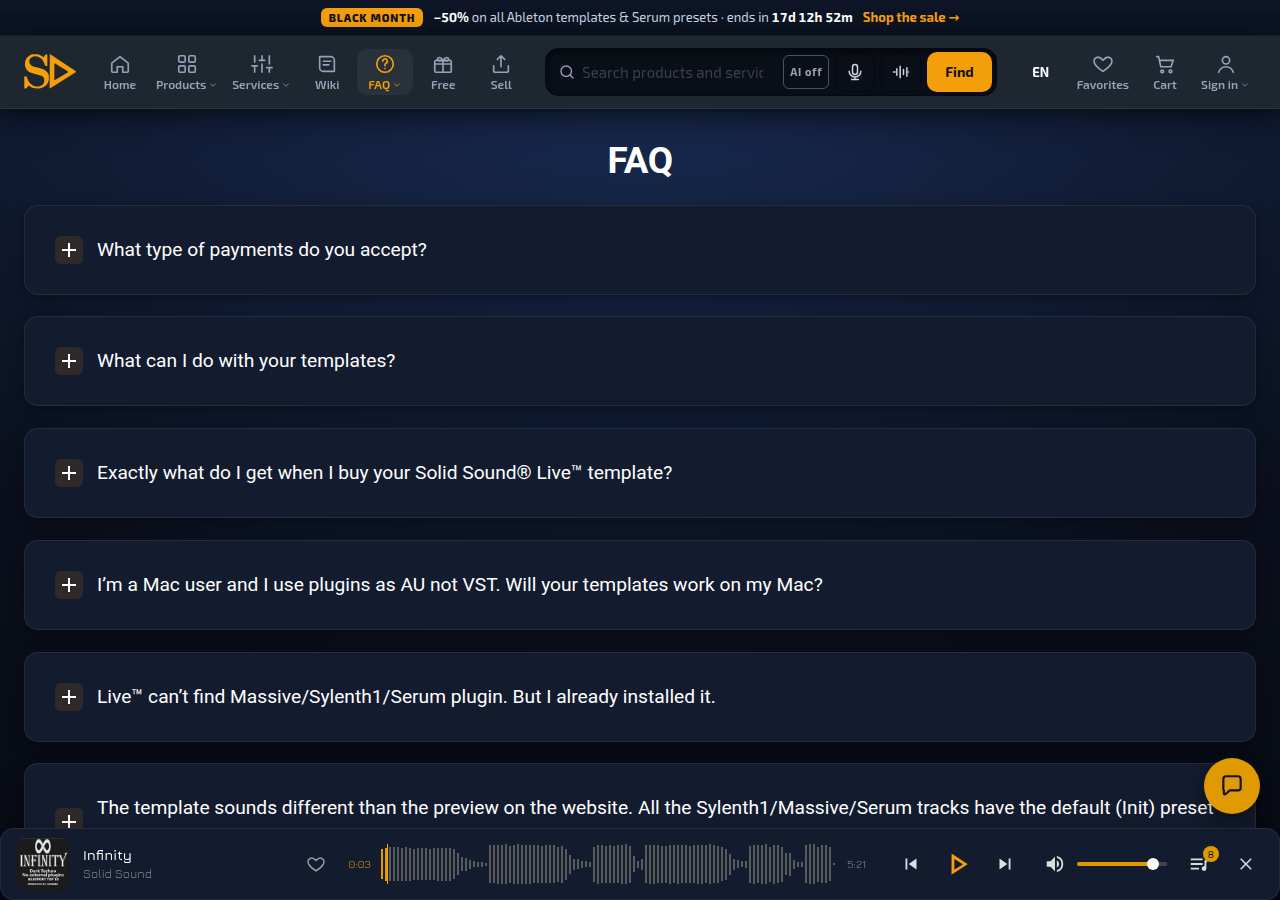 BLACK MONTH −50% on all Ableton templates & Serum presets · ends in 17d 12h 52m Shop the sale →
Home Products Services Wiki FAQ Free Sell
Search products and servic AI off Find EN Favorites Cart Sign in
FAQ
What type of payments do you accept?
What can I do with your templates?
Exactly what do I get when I buy your Solid Sound® Live™ template?
I’m a Mac user and I use plugins as AU not VST. Will your templates work on my Mac?
Live™ can’t find Massive/Sylenth1/Serum plugin. But I already installed it.
The template sounds different than the preview on the website. All the Sylenth1/Massive/Serum tracks have the default (Init) preset
INFINITY
Infinity
Solid Sound
0:03
5:21
8